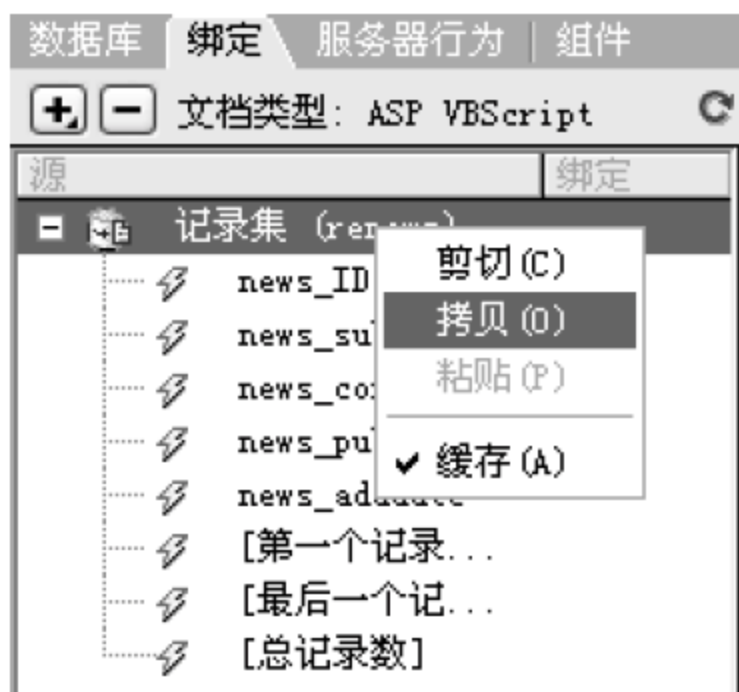 数据库 绑定 服务器行为 组件
文档类型: ASP VBScript
源 绑定
记录集
剪切(C)
news_ID
拷贝(O)
粘贴(P)
缓存(A)
[第一个记录...
[最后一个记...
[总记录数]